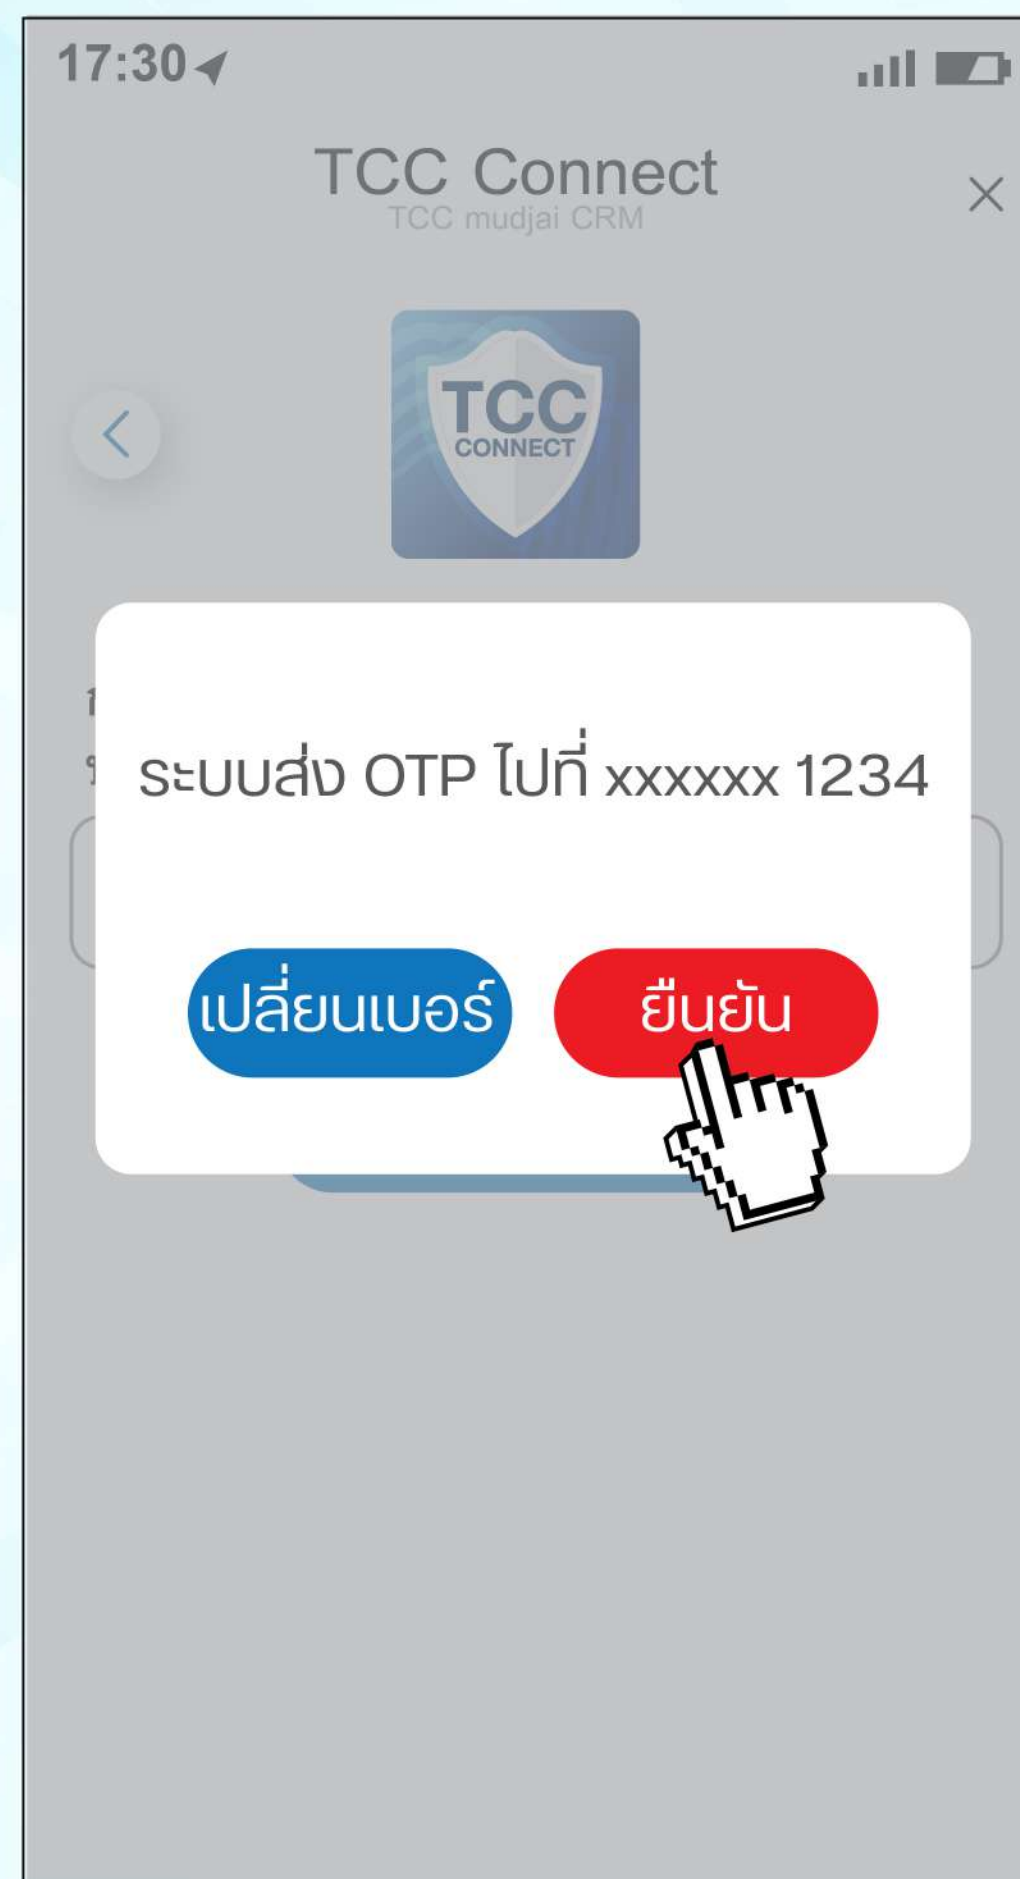 17:30
TCC Connect
TCC mudjai CRM
TCC
CONNECT
ระบบส่ง OTP ไปที่ xxxxxx 1234
เปลี่ยนเบอร์
ยืนยัน